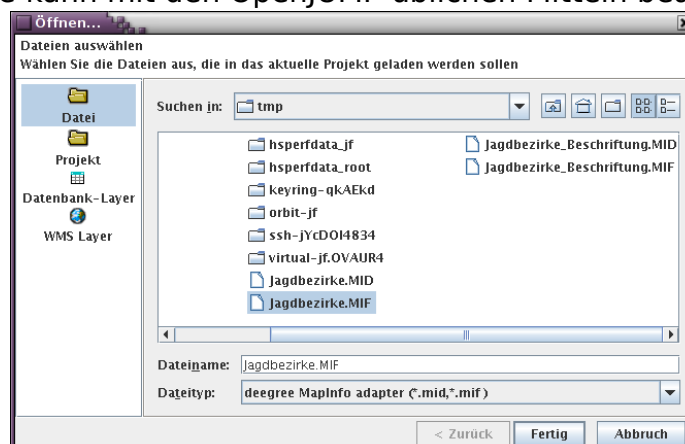 Öffnen...
Dateien auswählen
Wählen Sie die Dateien aus, die in das aktuelle Projekt geladen werden sollen
Datei
Projekt
Datenbank-Layer
WMS Layer
Suchen in: tmp
hsperfdata_jf
hsperfdata_root
keyring-qkAEkd
orbit-jf
ssh-jYcDOI4834
virtual-jf.OVAUR4
Jagdbezirke.MID
Jagdbezirke.MIF
Jagdbezirke_Beschriftung.MID
Jagdbezirke_Beschriftung.MIF
Dateiname: Jagdbezirke.MIF
Dateityp: deegree MapInfo adapter (*.mid,*.mif )
< Zurück Fertig Abbruch